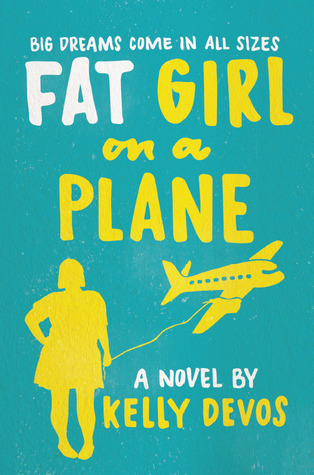 BIG DREAMS COME IN ALL SIZES
FAT GIRL
on a
PLANE
A NOVEL BY
KELLY DEVOS